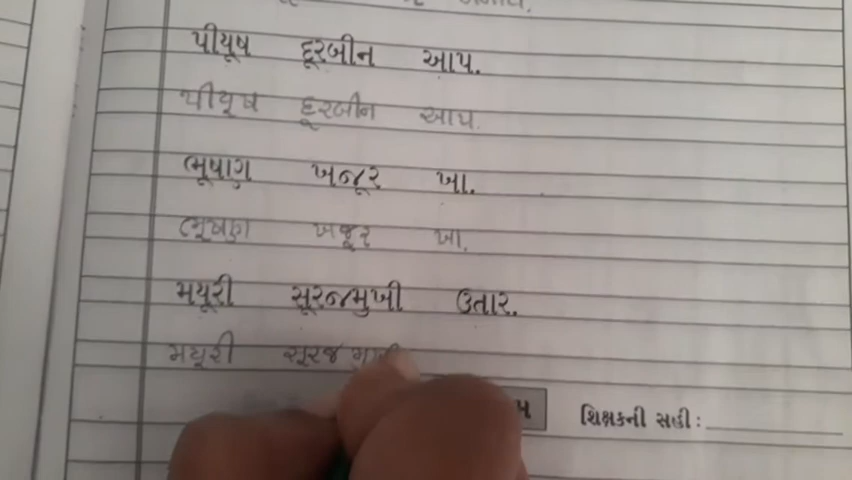 પીયૂષ દૂરબીન આપ.
પીયૂષ દૂરબીન આપ.
ભૂષણ ખજૂર ખા.
ભૂષણ ખજૂર ખા.
મયૂરી સૂરજમુખી ઉતાર.
મયૂરી સૂરજ
શિક્ષકની સહી :